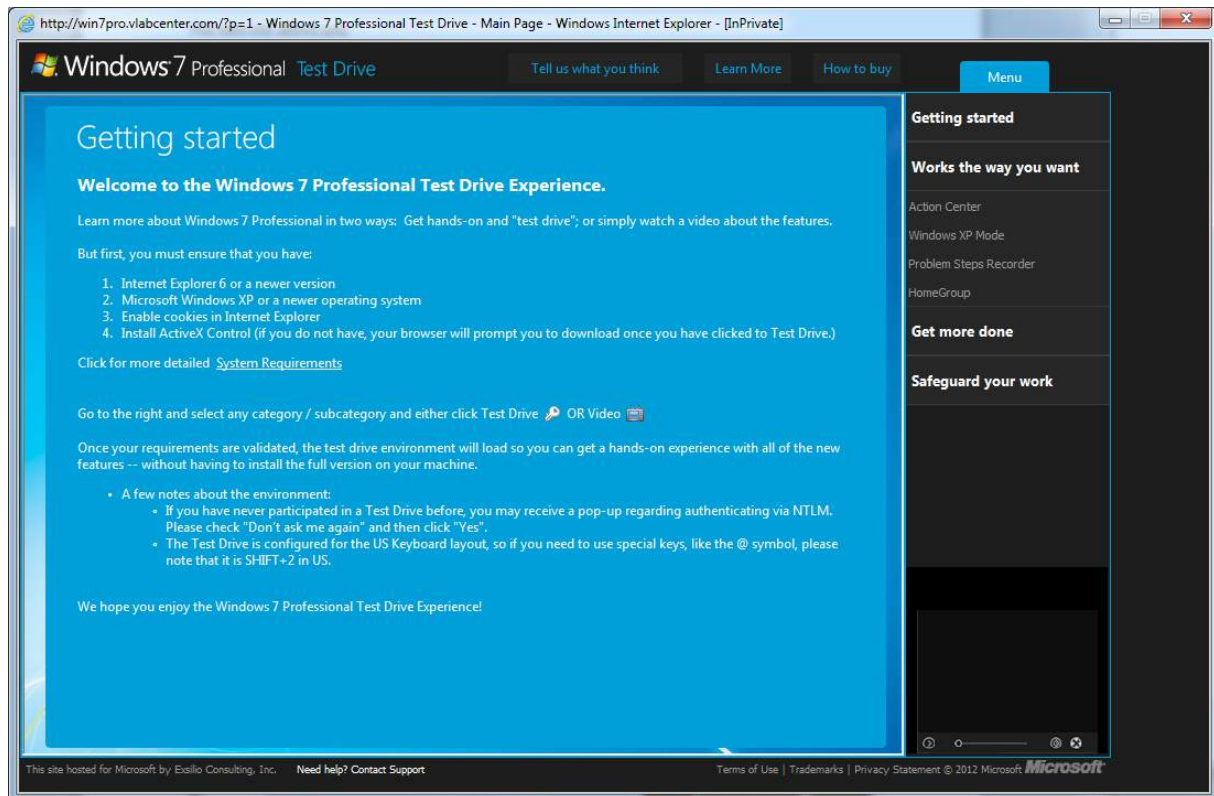 http://win7pro.vlabcenter.com/?p=1 - Windows 7 Professional Test Drive - Main Page - Windows Internet Explorer - [InPrivate]
Windows 7 Professional Test Drive
Tell us what you think
Learn More
How to buy
Menu
Getting started
Welcome to the Windows 7 Professional Test Drive Experience.
Learn more about Windows 7 Professional in two ways: Get hands-on and "test drive"; or simply watch a video about the features.
But first, you must ensure that you have:
1. Internet Explorer 6 or a newer version
2. Microsoft Windows XP or a newer operating system
3. Enable cookies in Internet Explorer
4. Install ActiveX Control (if you do not have, your browser will prompt you to download once you have clicked to Test Drive.)
Click for more detailed System Requirements
Go to the right and select any category / subcategory and either click Test Drive OR Video
Once your requirements are validated, the test drive environment will load so you can get a hands-on experience with all of the new
features -- without having to install the full version on your machine.
• A few notes about the environment:
If you have never participated in a Test Drive before, you may receive a pop-up regarding authenticating via NTLM.
Please check "Don't ask me again" and then click "Yes".
The Test Drive is configured for the US Keyboard layout, so if you need to use special keys, like the @ symbol, please
note that it is SHIFT+2 in US.
We hope you enjoy the Windows 7 Professional Test Drive Experience!
Getting started
Works the way you want
Action Center
Windows XP Mode
Problem Steps Recorder
HomeGroup
Get more done
Safeguard your work
This site hosted for Microsoft by Exsilio Consulting, Inc.
Need help? Contact Support
Terms of Use | Trademarks | Privacy Statement © 2012 Microsoft Microsoft